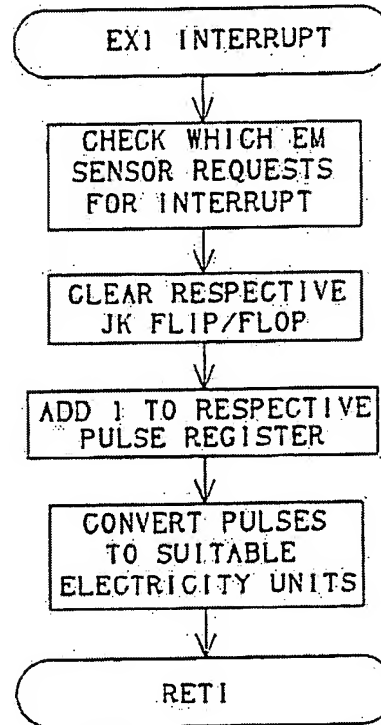 EX1 INTERRUPT
CHECK WHICH EM
SENSOR REQUESTS
FOR INTERRUPT
CLEAR RESPECTIVE
JK FLIP/FLOP
ADD 1 TO RESPECTIVE
PULSE REGISTER
CONVERT PULSES
TO SUITABLE
ELECTRICITY UNITS
RETI